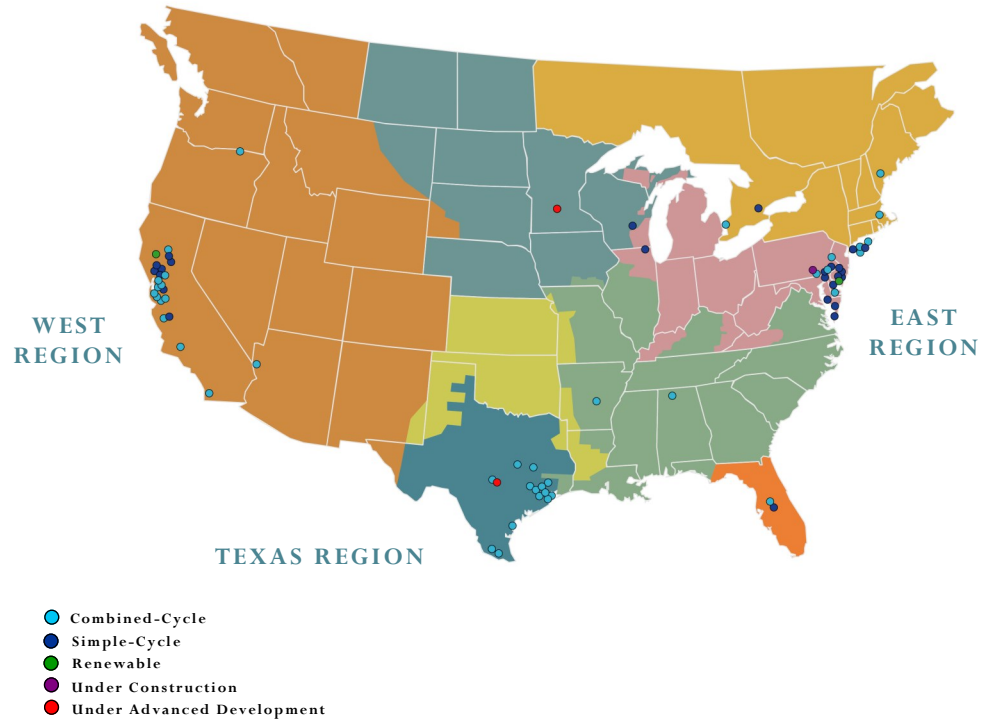 WEST
REGION
EAST
REGION
TEXAS REGION
Combined-Cycle
Simple-Cycle
Renewable
Under Construction
Under Advanced Development